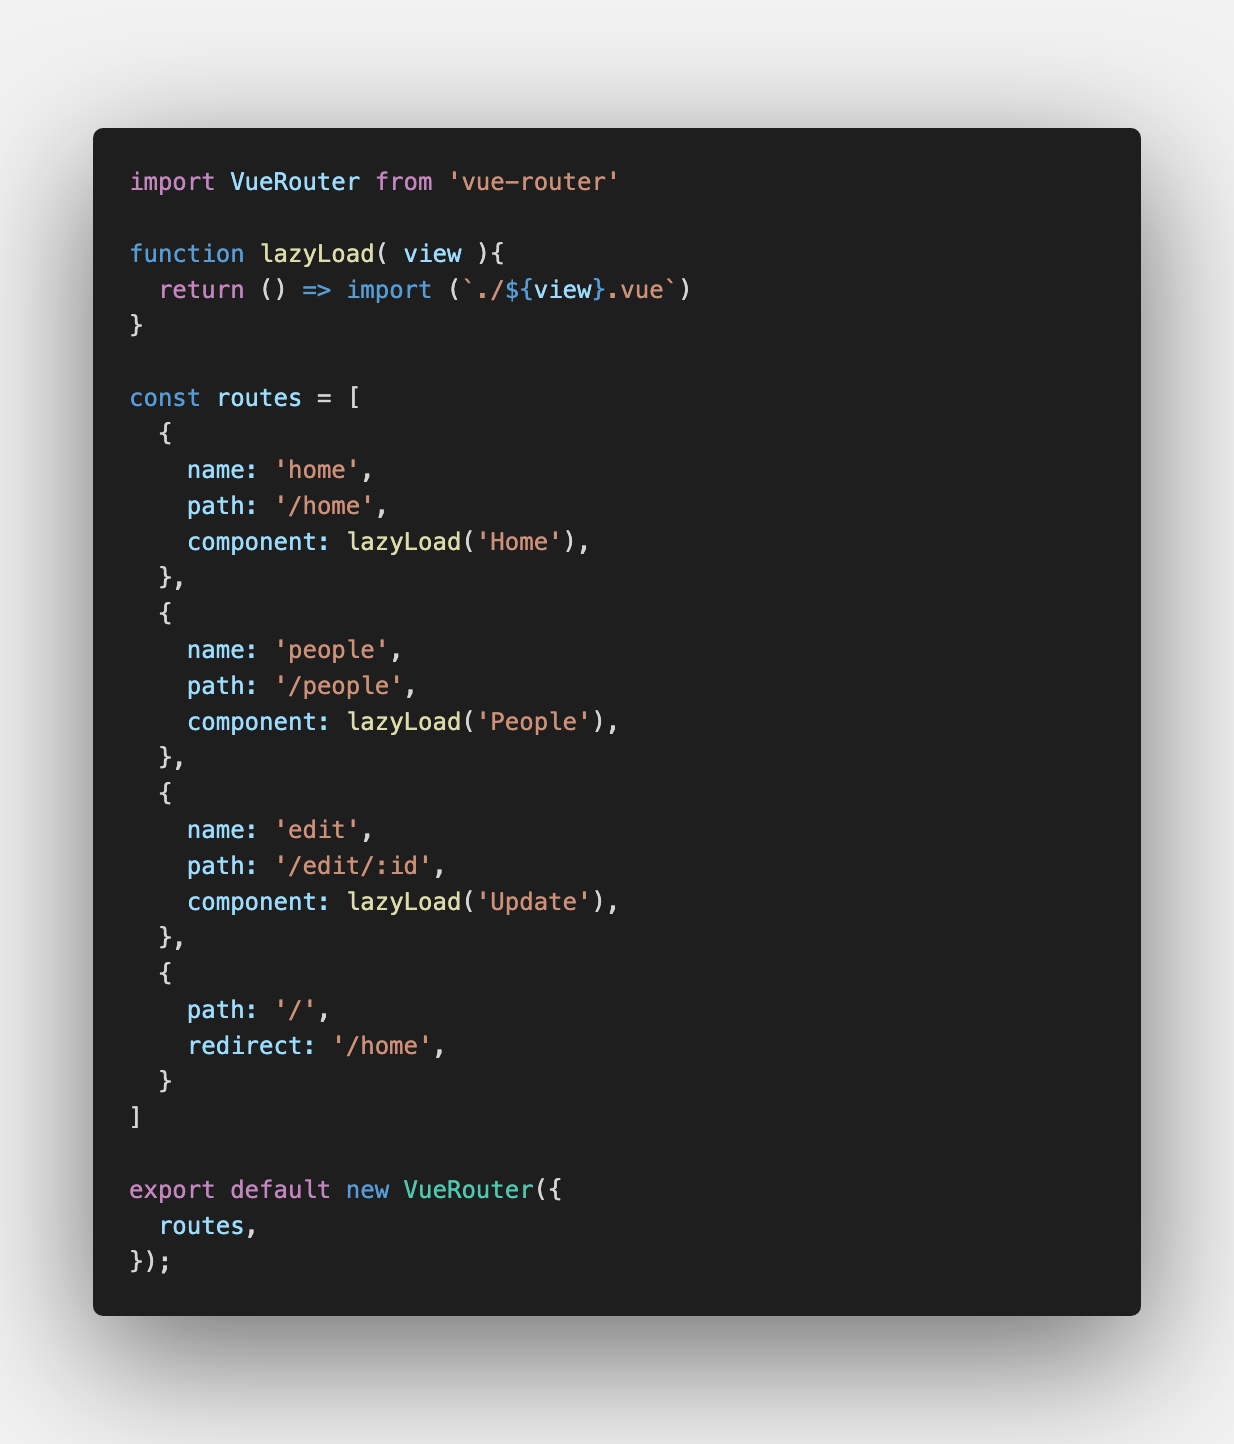 import VueRouter from 'vue-router'

function lazyLoad( view ){
  return () => import (`./${view}.vue`)
}

const routes = [
  {
    name: 'home',
    path: '/home',
    component: lazyLoad('Home'),
  },
  {
    name: 'people',
    path: '/people',
    component: lazyLoad('People'),
  },
  {
    name: 'edit',
    path: '/edit/:id',
    component: lazyLoad('Update'),
  },
  {
    path: '/',
    redirect: '/home',
  }
]

export default new VueRouter({
  routes,
});